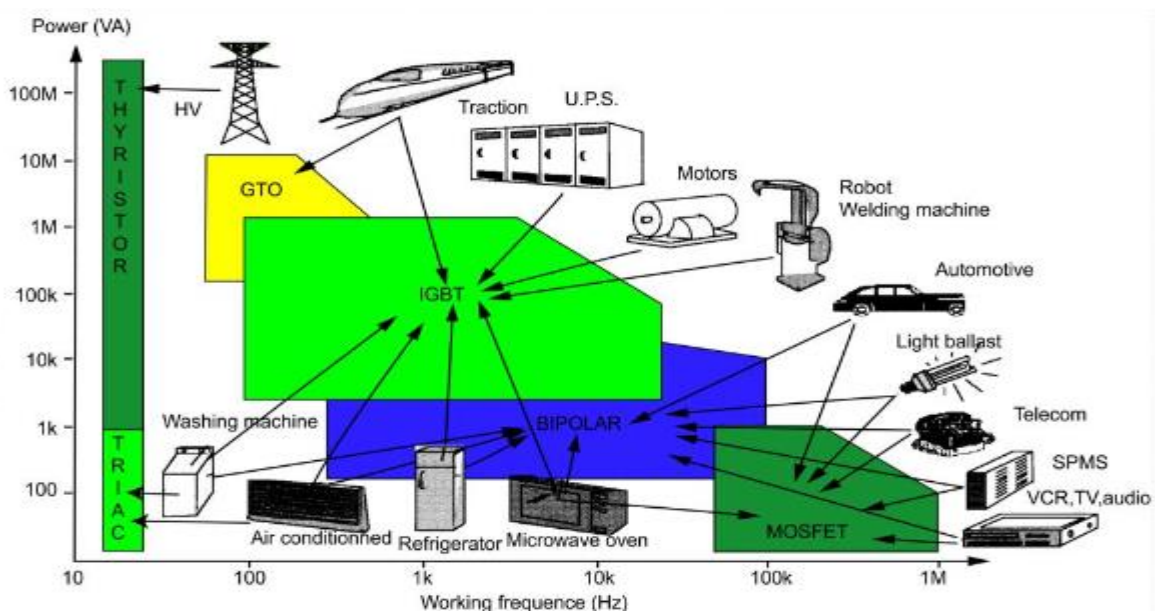 Power (VA)
100M
10M
1M
100k
10k
1k
100
THYRISTOR
TRIAC
HV
Traction
U.P.S.
Motors
Robot
Welding machine
Automotive
Light ballast
Telecom
SPMS
VCR,TV,audio
GTO
IGBT
BIPOLAR
MOSFET
Washing machine
Air conditionned
Refrigerator
Microwave oven
10
100
1k
10k
100k
1M
Working frequence (Hz)